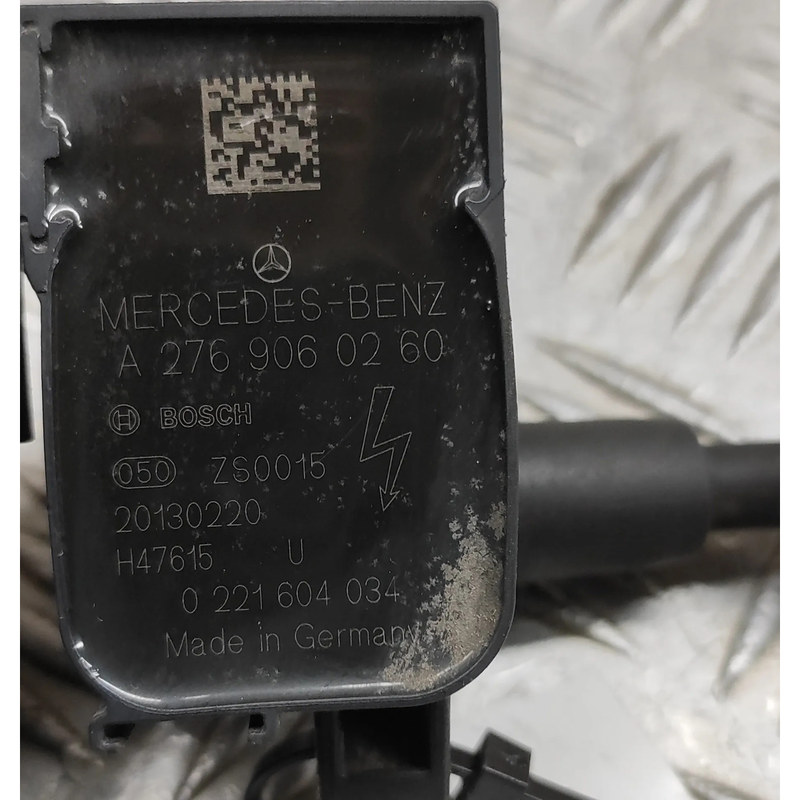 MERCEDES-BENZ
A 276 906 02 60
H BOSCH
050 ZS0015
20130220
H47615 U
0 221 604 034
Made in Germany